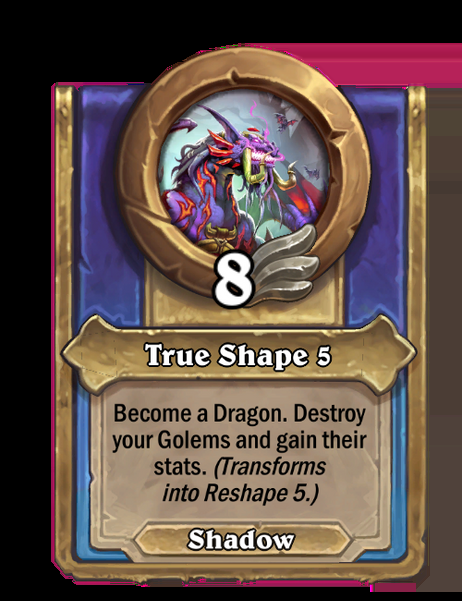 8
True Shape 5
Become a Dragon. Destroy
your Golems and gain their
stats. (Transforms
into Reshape 5.)
Shadow